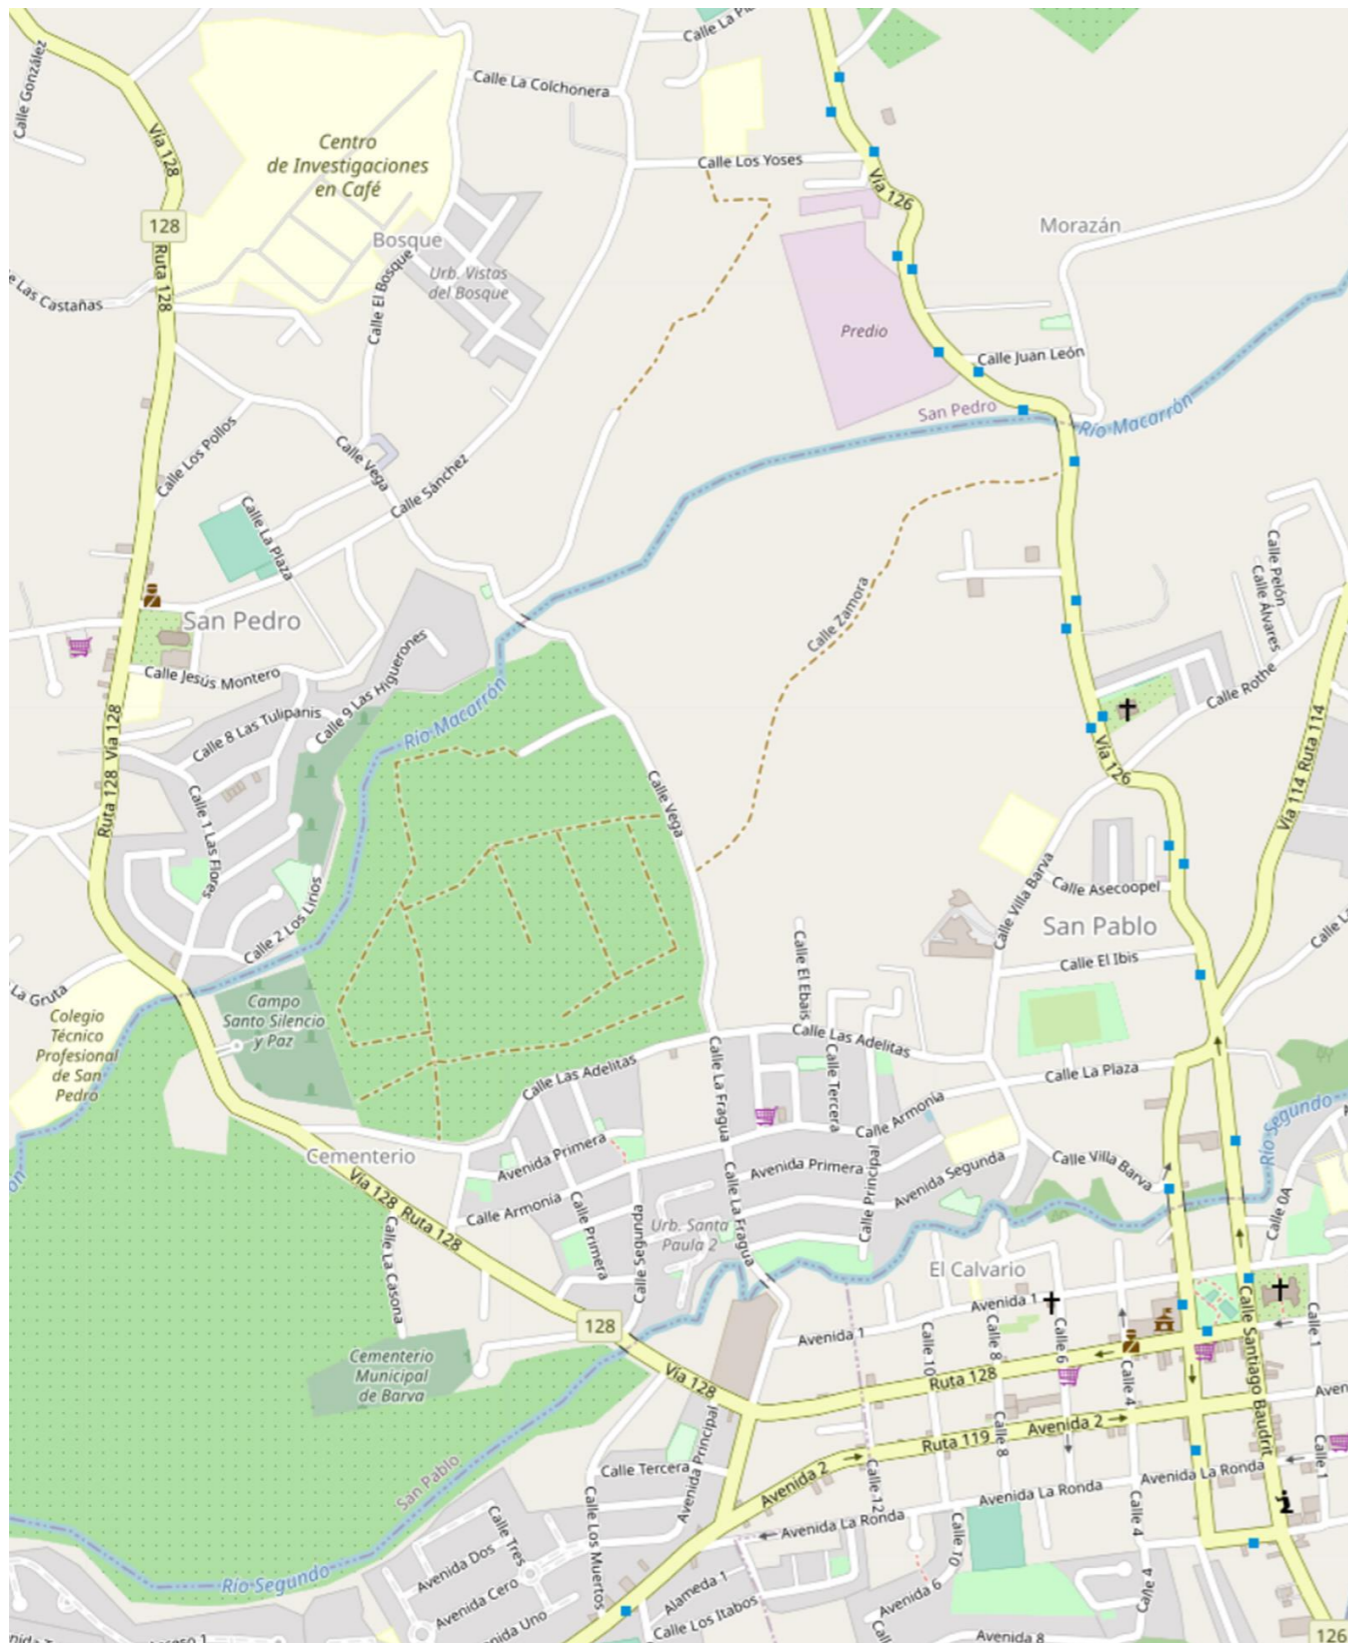 Calle La Pla
Calle González
Vía 128
Calle La Colchonera
Centro
de Investigaciones
en Café
Calle Los Yoses
Vía 126
128
Morazán
Bosque
Ruta 128
Urb. Vistas
del Bosque
e Las Castañas
Calle El Bosque
Predio
Calle Juan León
San Pedro
Río Macarrón
Calle Los Pollos
Calle Vega
Calle Sánchez
Calle La Plaza
Calle Pelón
Calle Álvares
Calle Zamora
San Pedro
Calle Jesús Montero
Calle 9 Las Higuerones
Calle Rothe
Calle 8 Las Tulipanis
Río Macarrón
Ruta 128 Vía 128
Vía 126
Vía 114 Ruta 114
Calle Vega
Calle 1 Las Flores
Calle Villa Barva
Calle Asecoopel
San Pablo
Calle 2 Los Lirios
Calle El Ebais
Calle El Ibis
Calle L
La Gruta
Colegio
Técnico
Profesional
de San
Pedro
Campo
Santo Silencio
y Paz
Calle Las Adelitas
Calle Las Adelitas
Calle La Fragua
Calle Tercera
Calle La Plaza
Calle Armonía
Río Segundo
Cementerio
Avenida Primera
Avenida Primera
Calle Principal
Avenida Segunda
Calle Villa Barva
Vía 128 Ruta 128
Calle Armonía
Calle Primera
Calle Segunda
Urb. Santa
Paula 2
Calle La Fragua
Calle 0A
Calle La Casona
El Calvario
Avenida 1
Avenida 1
128
Calle 10
Calle 8
Calle 6
Calle 4
Calle Santiago Baudrit
Calle 1
Cementerio
Municipal
de Barva
Vía 128
Ruta 128
Ruta 119
Avenida 2
Aven
Calle 8
Avenida Principal
San Pablo
Calle Tercera
Avenida 2
Calle 12
Avenida La Ronda
Avenida La Ronda
Avenida La Ronda
Calle 1
Calle 4
Calle 10
Calle Los Muertos
Calle Tres
Avenida Dos
Avenida Cero
Río Segundo
Alameda 1
Calle Los Itabos
Avenida 6
Calle 4
nida Uno
Avenida 8
126